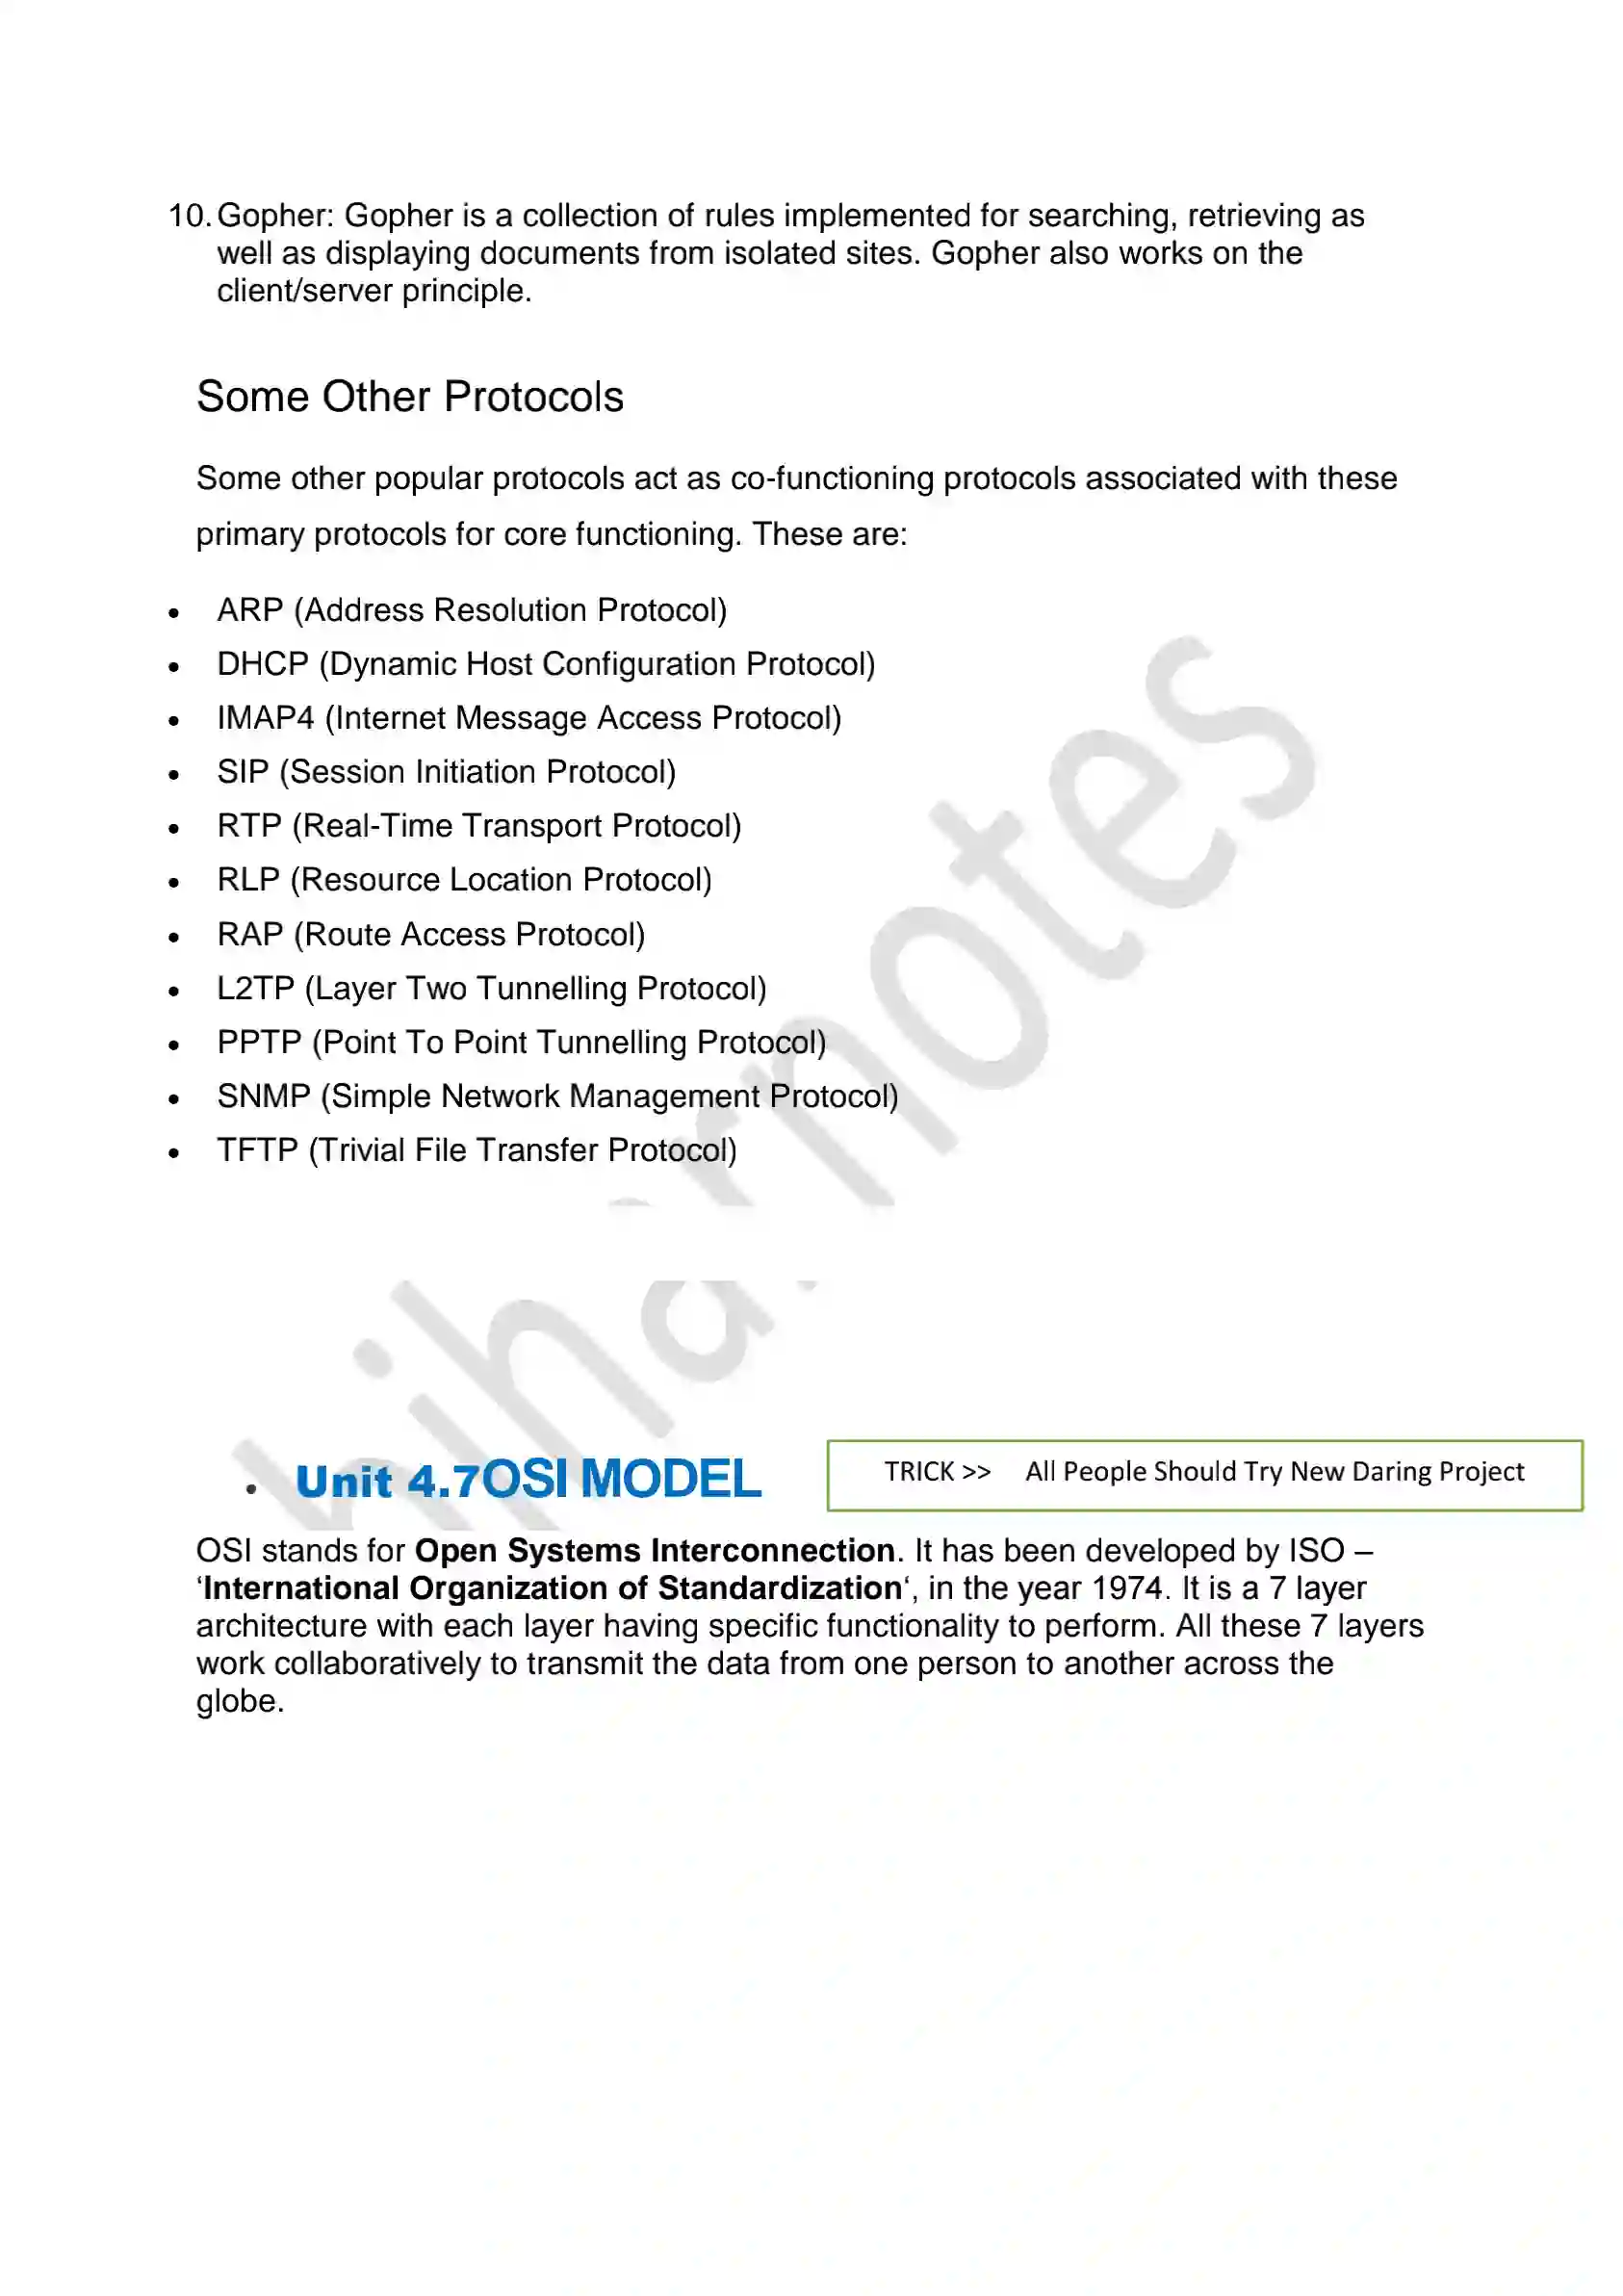 10. Gopher: Gopher is a collection of rules implemented for searching, retrieving as
well as displaying documents from isolated sites. Gopher also works on the
client/server principle.
Some Other Protocols
Some other popular protocols act as co-functioning protocols associated with these
primary protocols for core functioning. These are:
• ARP (Address Resolution Protocol)
• DHCP (Dynamic Host Configuration Protocol)
• IMAP4 (Internet Message Access Protocol)
• SIP (Session Initiation Protocol)
• RTP (Real-Time Transport Protocol)
• RLP (Resource Location Protocol)
• RAP (Route Access Protocol)
• L2TP (Layer Two Tunnelling Protocol)
• PPTP (Point To Point Tunnelling Protocol)
• SNMP (Simple Network Management Protocol)
• TFTP (Trivial File Transfer Protocol)
• Unit 4.7OSI MODEL
TRICK >> All People Should Try New Daring Project
OSI stands for Open Systems Interconnection. It has been developed by ISO –
‘International Organization of Standardization‘, in the year 1974. It is a 7 layer
architecture with each layer having specific functionality to perform. All these 7 layers
work collaboratively to transmit the data from one person to another across the
globe.